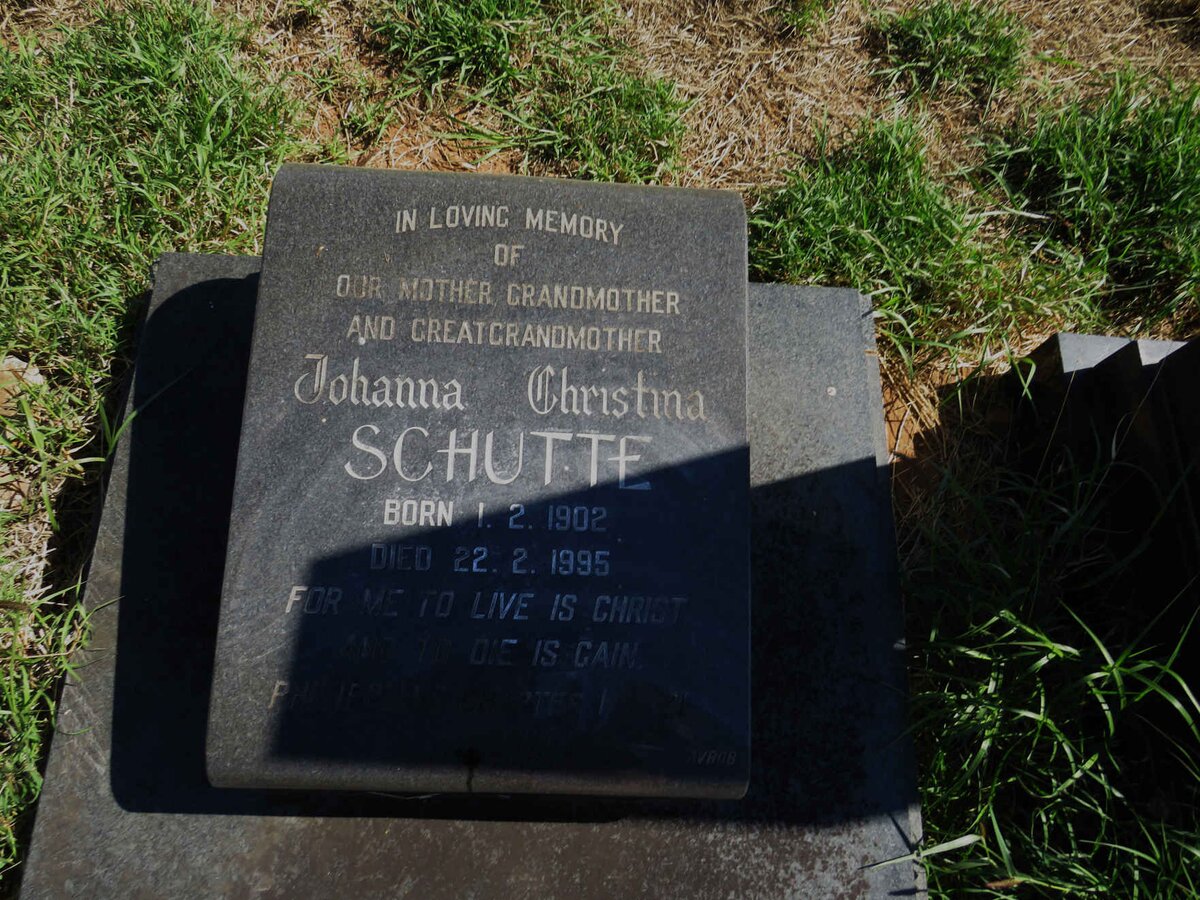 IN LOVING MEMORY
OF
OUR MOTHER GRANDMOTHER
AND GREATGRANDMOTHER
Johanna Christina
SCHUTTE
BORN 1. 2. 1902
DIED 22. 2. 1995
FOR ME TO LIVE IS CHRIST
AND TO DIE IS GAIN.